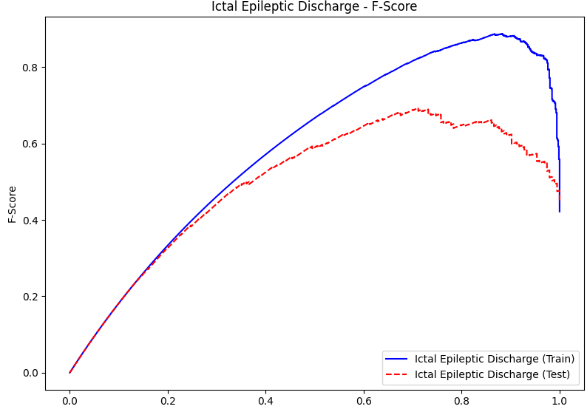 Ictal Epileptic Discharge - F-Score
F-Score
0.8
0.6
0.4
0.2
0.0
0.0 0.2 0.4 0.6 0.8 1.0
Ictal Epileptic Discharge (Train)
Ictal Epileptic Discharge (Test)